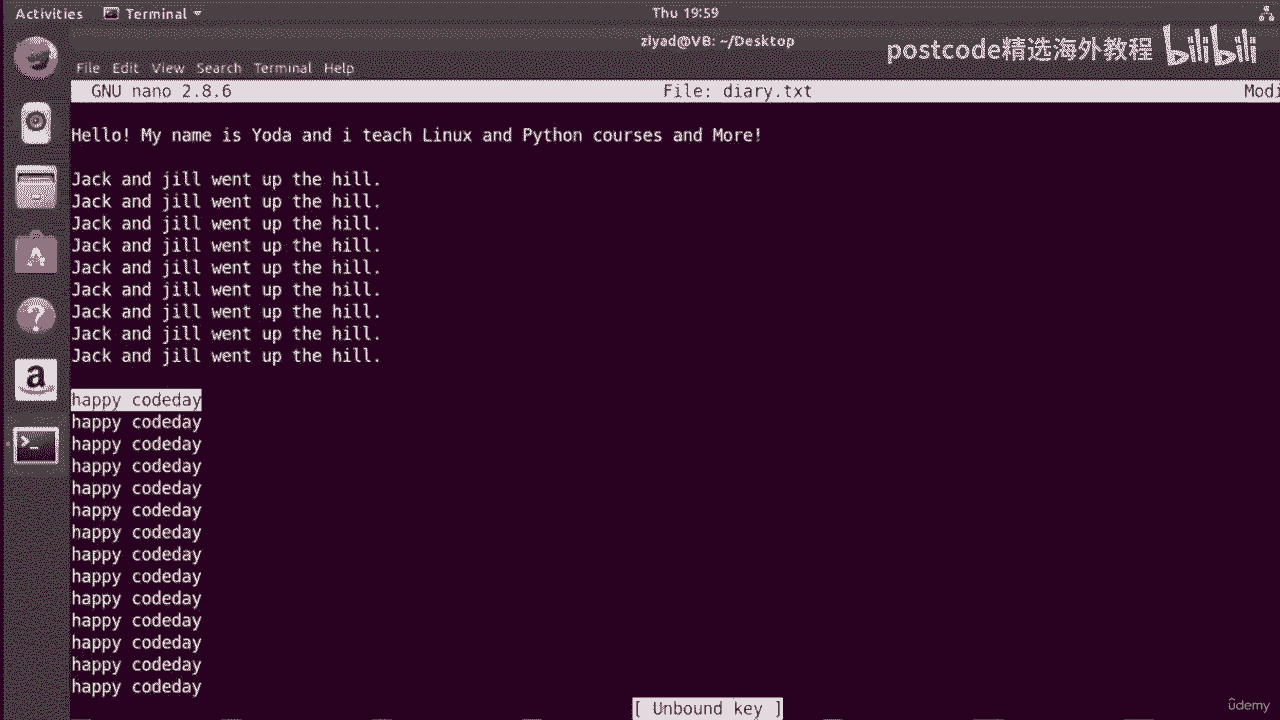 Activities Terminal Thu 19:59
ziyad@VB: ~/Desktop
postcode精选海外教程 bilibili
File Edit View Search Terminal Help
GNU nano 2.8.6 File: diary.txt Modi
Hello! My name is Yoda and i teach Linux and Python courses and More!
Jack and jill went up the hill.
Jack and jill went up the hill.
Jack and jill went up the hill.
Jack and jill went up the hill.
Jack and jill went up the hill.
Jack and jill went up the hill.
Jack and jill went up the hill.
Jack and jill went up the hill.
Jack and jill went up the hill.
happy codeday
happy codeday
happy codeday
happy codeday
happy codeday
happy codeday
happy codeday
happy codeday
happy codeday
happy codeday
happy codeday
happy codeday
happy codeday
happy codeday
[ Unbound key ]
ûdemy